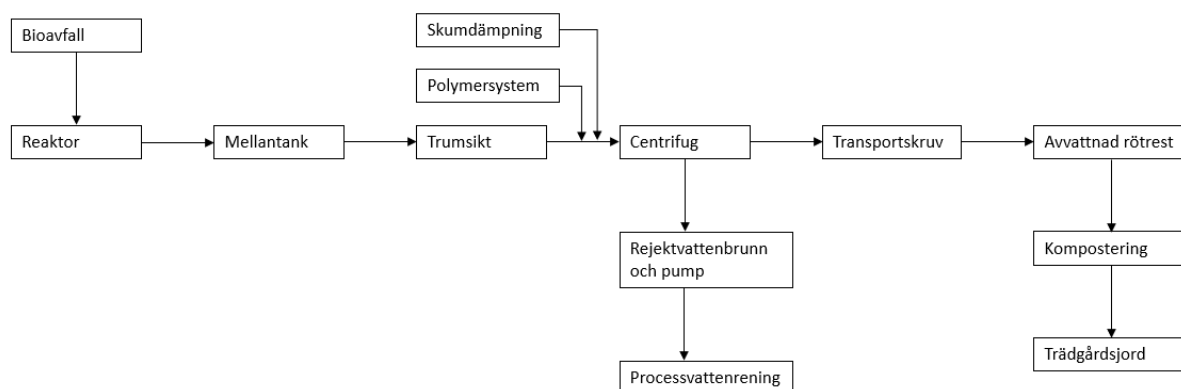 Bioavfall
Skumdämpning
Polymersystem
Reaktor
Mellantank
Trumsikt
Centrifug
Transportskruv
Avvattnad rötrest
Rejektvattenbrunn
och pump
Kompostering
Processvattenrening
Trädgårdsjord